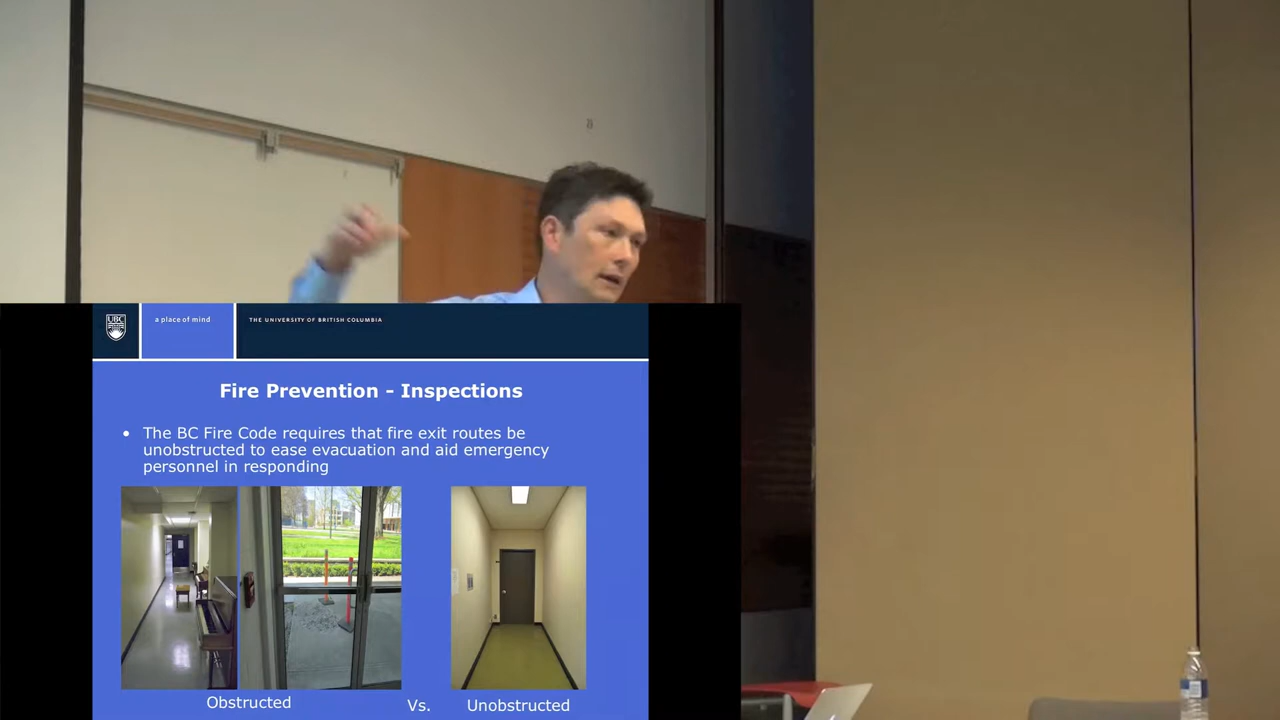 UBC
a place of mind
THE UNIVERSITY OF BRITISH COLUMBIA
Fire Prevention - Inspections
• The BC Fire Code requires that fire exit routes be
unobstructed to ease evacuation and aid emergency
personnel in responding
Obstructed
Vs.
Unobstructed